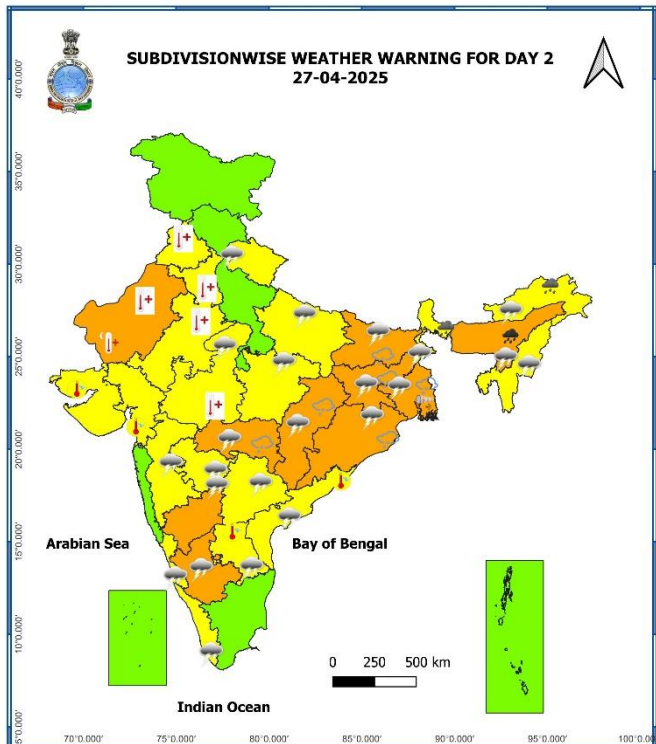 SUBDIVISIONWISE WEATHER WARNING FOR DAY 2
27-04-2025
40°0.000'
35°0.000'
30°0.000'
25°0.000'
20°0.000'
15°0.000'
10°0.000'
5°0.000'
Arabian Sea
Bay of Bengal
0 250 500 km
Indian Ocean
70°0.000' 75°0.000' 80°0.000' 85°0.000' 90°0.000' 95°0.000' 100°0.000'